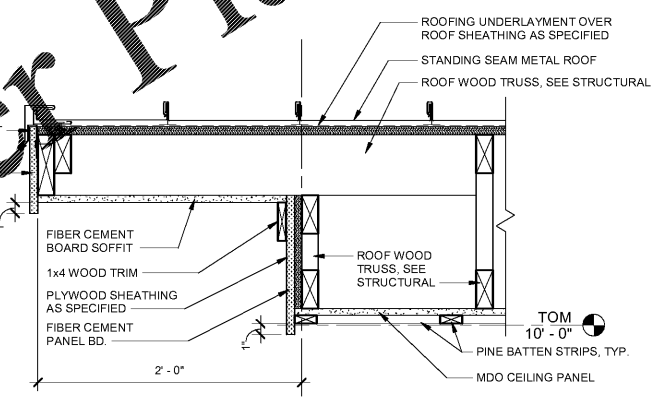 ROOFING UNDERLAYMENT OVER
ROOF SHEATHING AS SPECIFIED
STANDING SEAM METAL ROOF
ROOF WOOD TRUSS, SEE STRUCTURAL
FIBER CEMENT
BOARD SOFFIT
1x4 WOOD TRIM
PLYWOOD SHEATHING
AS SPECIFIED
FIBER CEMENT
PANEL BD.
ROOF WOOD
TRUSS, SEE
STRUCTURAL
TOM
10' - 0"
PINE BATTEN STRIPS, TYP.
MDO CEILING PANEL
1"
2' - 0"
er